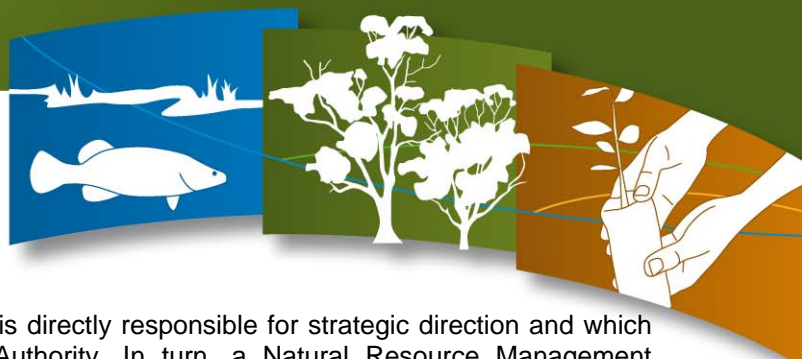 is directly responsible for strategic direction and which
Authority. In turn, a Natural Resource Management